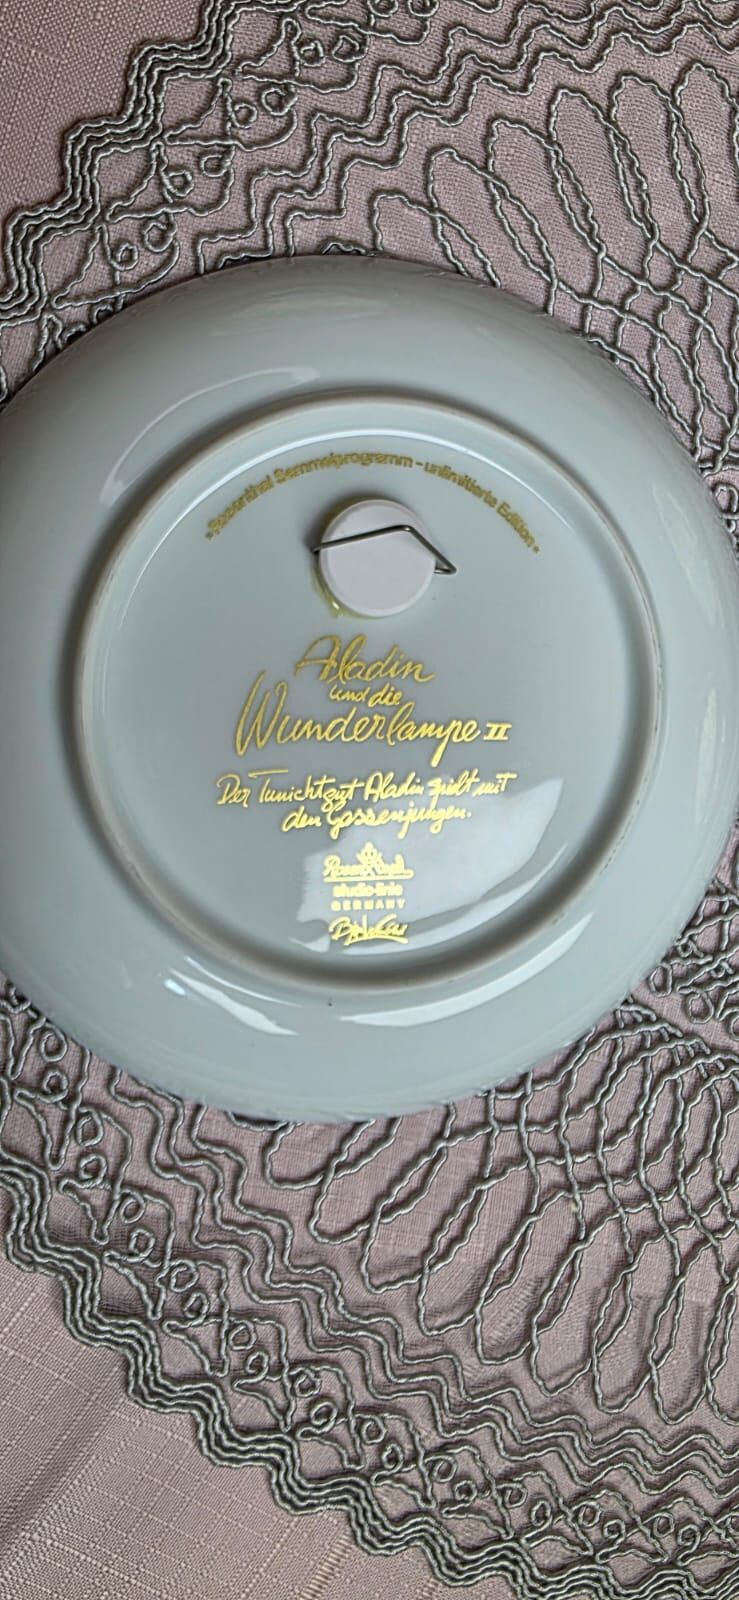 •Rosenthal Sammelprogramm - unlimitierte Edition•
Aladin
und die
Wunderlampe II
Der Tunichtgut Aladin spielt mit
den Gassenjungen.
Rosenthal
studio-linie
GERMANY